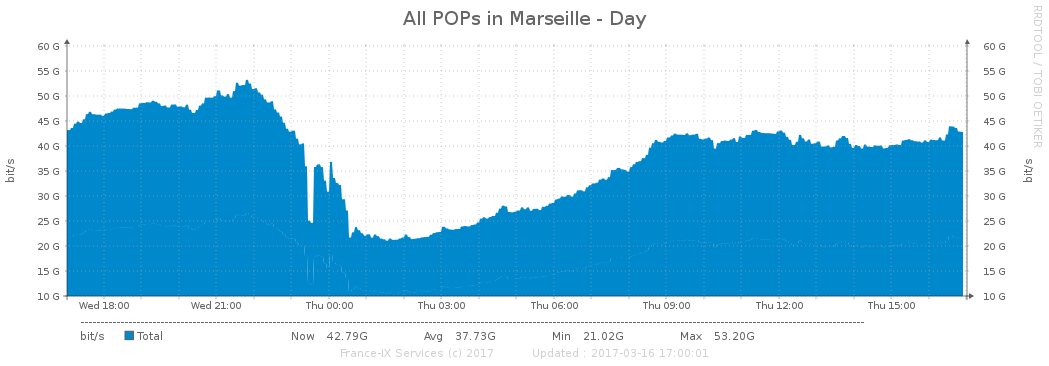 All POPs in Marseille - Day
RRDTOOL / TOBI OETIKER
60 G 60 G
55 G 55 G
50 G 50 G
45 G 45 G
40 G 40 G
35 G 35 G
30 G 30 G
25 G 25 G
20 G 20 G
15 G 15 G
10 G 10 G
bit/s
bit/s
Wed 18:00 Wed 21:00 Thu 00:00 Thu 03:00 Thu 06:00 Thu 09:00 Thu 12:00 Thu 15:00
bit/s Total Now 42.79G Avg 37.73G Min 21.02G Max 53.20G
France-IX Services (c) 2017 Updated : 2017-03-16 17:00:01